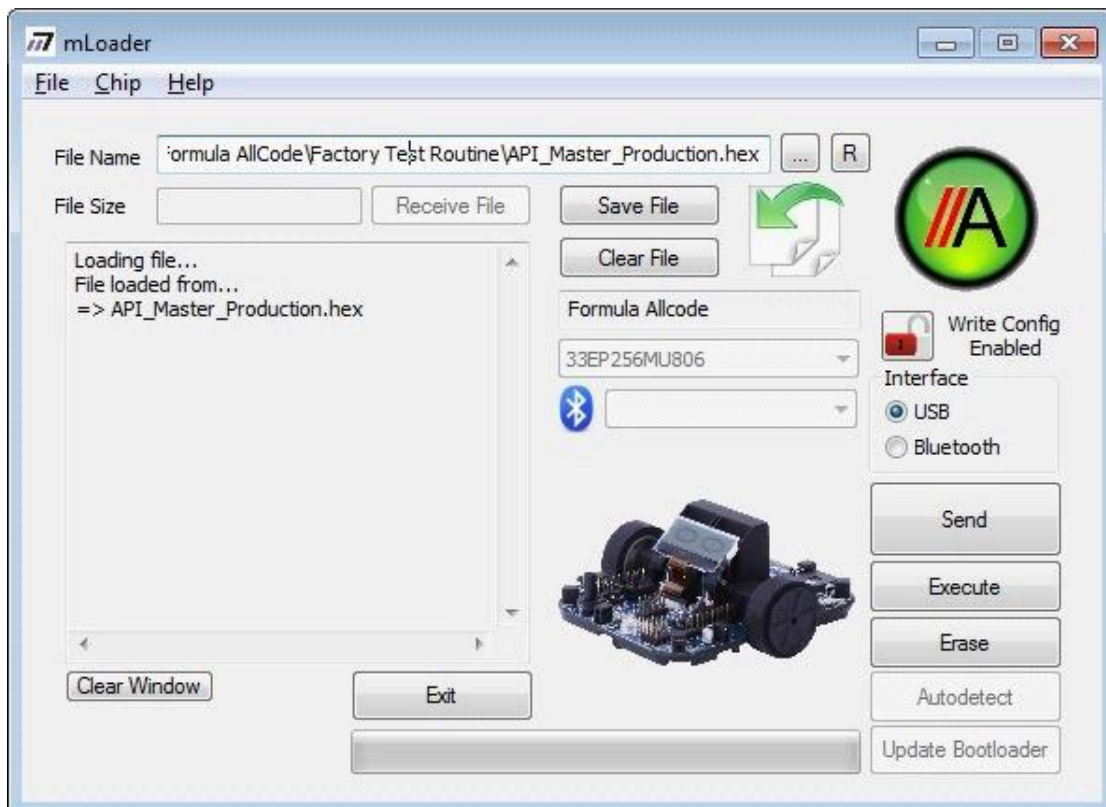 mLoader
File Chip Help
File Name
Formula AllCode\Factory Test Routine\API_Master_Production.hex
...
R
File Size
Receive File
Save File
Clear File
Loading file...
File loaded from...
=> API_Master_Production.hex
Formula Allcode
33EP256MU806
A
Write Config
Enabled
Interface
USB
Bluetooth
Send
Execute
Erase
Autodetect
Update Bootloader
Clear Window
Exit